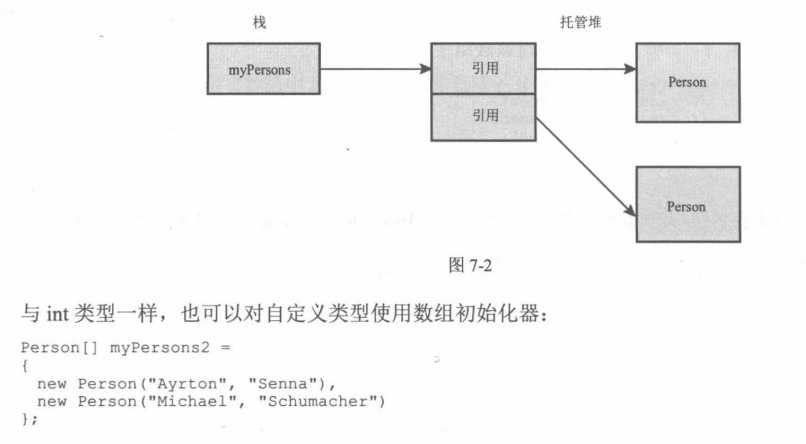 栈 托管堆
myPersons 引用 Person
引用
Person
图 7-2
与 int 类型一样，也可以对自定义类型使用数组初始化器：
Person[] myPersons2 =
{
new Person("Ayrton", "Senna"),
new Person("Michael", "Schumacher")
};